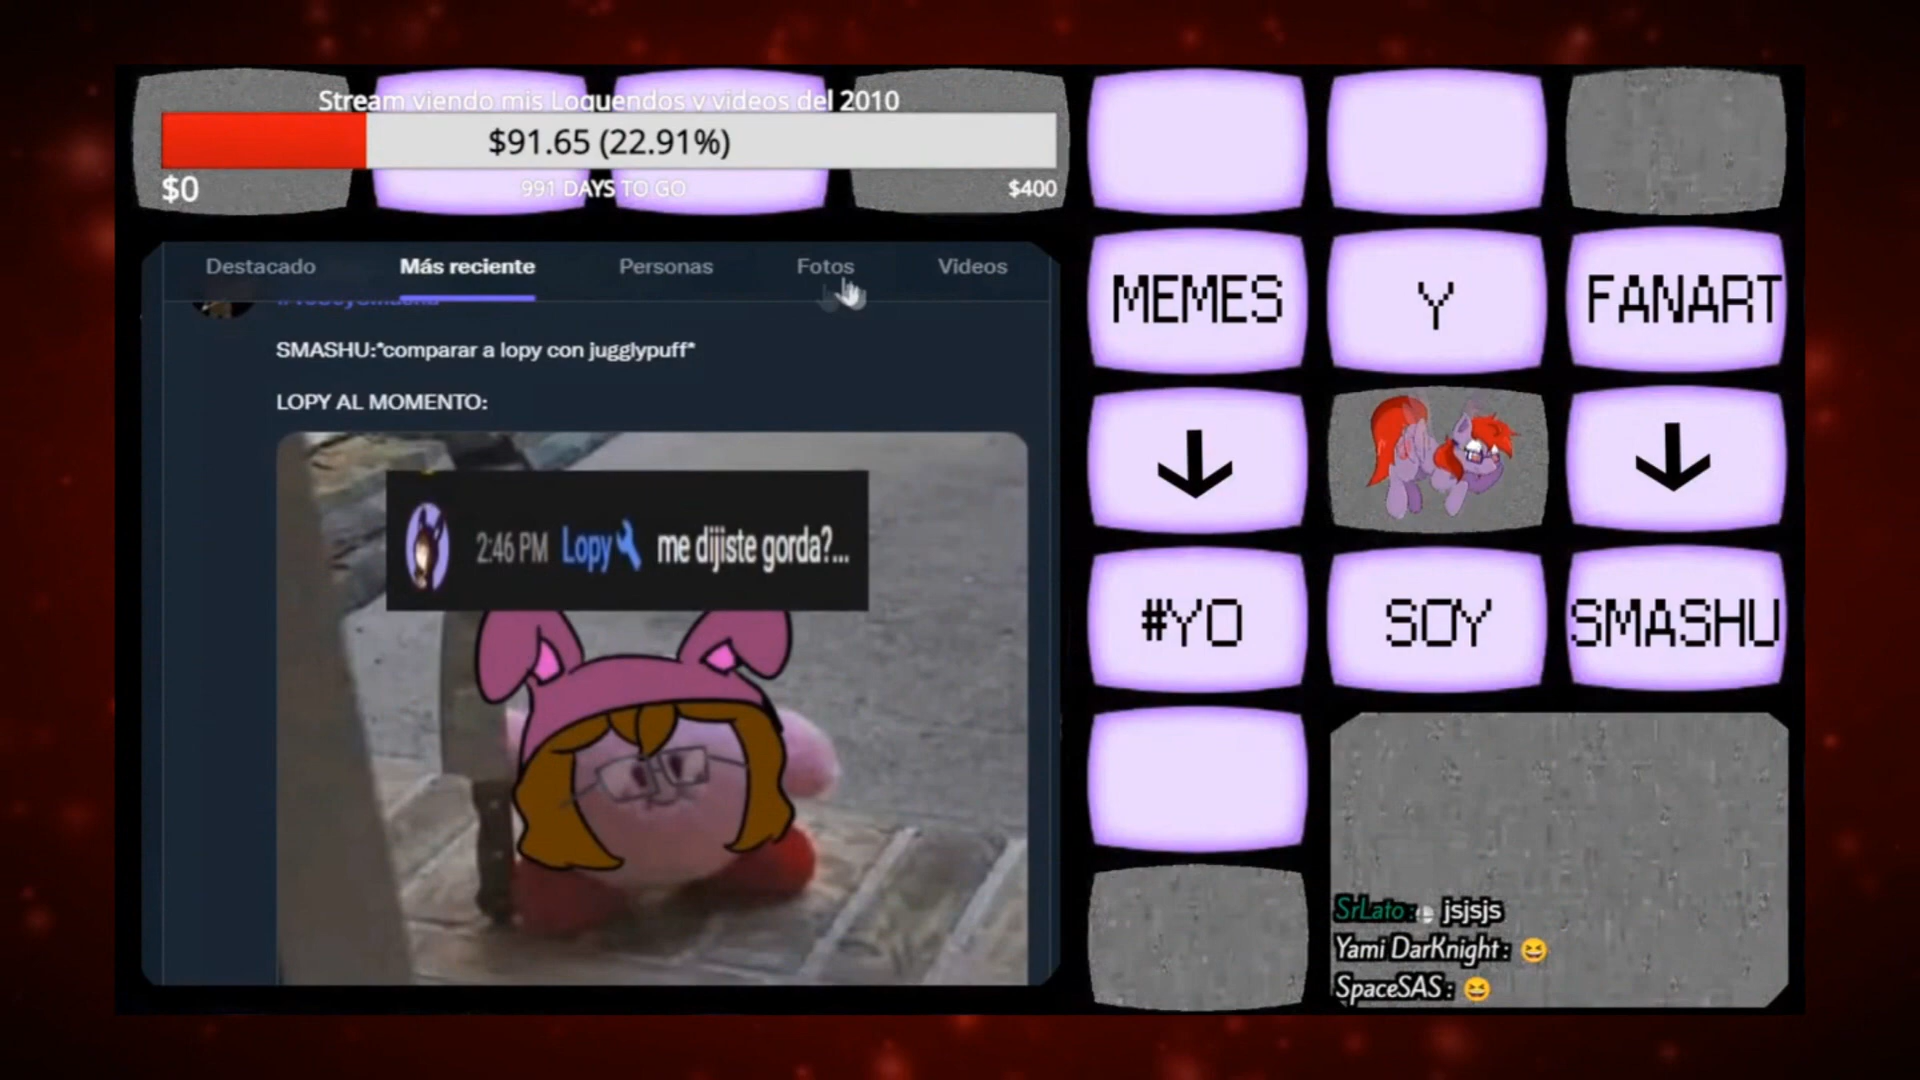 Stream viendo mis Loquendos y videos del 2010
$91.65 (22.91%)
$0
991 DAYS TO GO
$400
Destacado
Más reciente
Personas
Fotos
Videos
SMASHU:*comparar a lopy con jugglypuff*
LOPY AL MOMENTO:
2:46 PM Lopy me dijiste gorda?...
MEMES
Y
FANART
#YO
SOY
SMASHU
SrLato: jsjsjs
Yami DarKnight: 😆
SpaceSAS: 😆